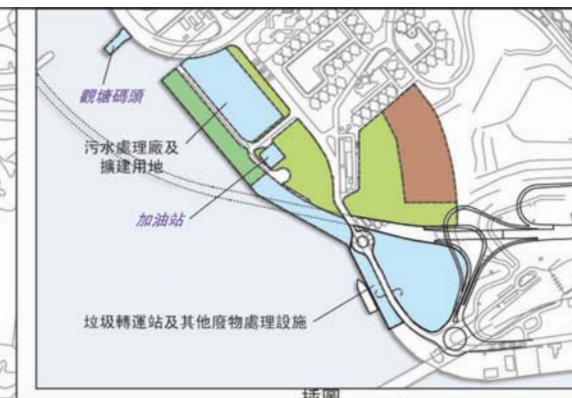 觀塘碼頭
污水處理廠及
擴建用地
加油站
垃圾轉運站及其他廢物處理設施
插圖